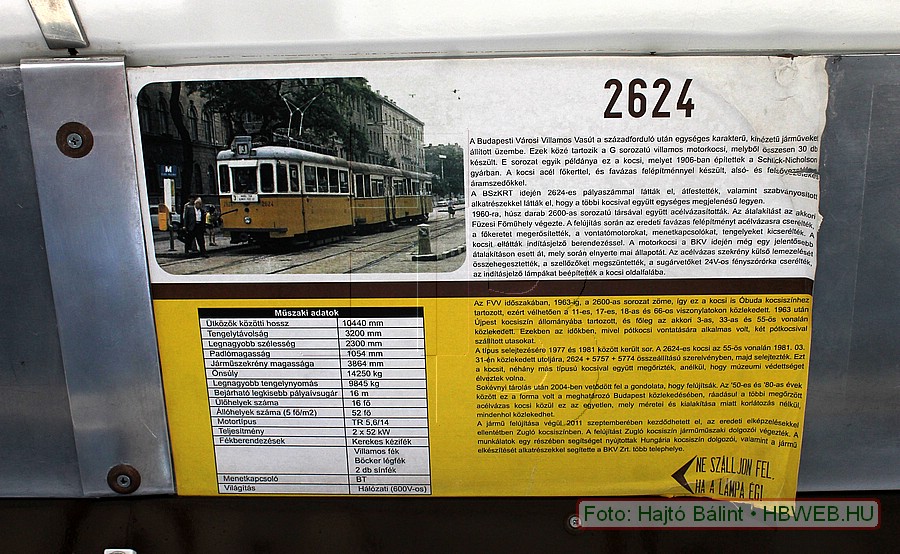 2624
A Budapesti Városi Villamos Vasút a századforduló után egységes karakterű, kinézetű járműveket
állított üzembe. Ezek közé tartozik a G sorozatú villamos motorkocsi, melyből összesen 30 db
készült. E sorozat egyik példánya ez a kocsi, melyet 1906-ban építettek a Schlick-Nicholson
gyárban. A kocsi acél főkerttel, és favázas felépítménnyel készült, alsó- és felsővezetékes
áramszedőkkel.
A BSzKRT idején 2624-es pályaszámmal látták el, átfestették, valamint szabványosított
alkatrészekkel látták el, hogy a többi kocsival együtt egységes megjelenésű legyen.
1960-ra, húsz darab 2600-as sorozatú társával együtt acélvázasították. Az átalakítást az akkori
Füzesi Főműhely végezte. A felújítás során az eredeti favázas felépítményt acélvázasra cserélték,
a főkeretet megerősítették, a vontatómotorokat, menetkapcsolókat, tengelyeket kicserélték. A
kocsit ellátták indításjelző berendezéssel. A motorkocsi a BKV idején még egy jelentősebb
átalakításon esett át, mely során elnyerte mai állapotát. Az acélvázas szekrény külső lemezelését
összehegesztették, a szellőzőket megszüntették, a sugárvetőket 24V-os fényszórókra cserélték,
az indításjelző lámpákat beépítették a kocsi oldalfalába.
Az FVV időszakában, 1963-ig, a 2600-as sorozat zöme, így ez a kocsi is Óbuda kocsiszínhez
tartozott, ezért vélhetően a 11-es, 17-es, 18-as és 66-os viszonylatokon közlekedett. 1963 után
Újpest kocsiszín állományába tartozott, és főleg az akkori 3-as, 33-as és 55-ös vonalán
közlekedett. Ezekben az időkben, mivel pótkocsi vontatására alkalmas volt, két pótkocsival
szállított utasokat.
A típus selejtezésére 1977 és 1981 között került sor. A 2624-es kocsi az 55-ös vonalán 1981. 03.
31-én közlekedett utoljára, 2624 + 5757 + 5774 összeállítású szerelvényben, majd selejtezték. Ezt
a kocsit, néhány más típusú kocsival együtt megőrizték, anélkül, hogy múzeumi védettséget
élveztek volna.
Sokévnyi tárolás után 2004-ben vetődött fel a gondolata, hogy felújítsák. Az '50-es és '80-as évek
között ez a forma volt a meghatározó Budapest közlekedésében, ráadásul a többi megőrzött
acélvázas kocsi közül ez az egyetlen, mely méretei és kialakítása miatt korlátozás nélkül,
mindenhol közlekedhet.
A jármű felújítása végül 2011 szeptemberében kezdődhetett el, az eredeti elképzelésekkel
ellentétben Zugló kocsiszínben. A felújítást Zugló kocsiszín járműműszaki dolgozói végezték. A
munkálatok egy részében segítséget nyújtottak Hungária kocsiszín dolgozói, valamint a jármű
elkészítését alkatrészekkel segítette a BKV Zrt. több telephelye.
Műszaki adatok
Ütközők közötti hossz 10440 mm
Tengelytávolság 3200 mm
Legnagyobb szélesség 2300 mm
Padlómagasság 1054 mm
Járműszekrény magassága 3864 mm
Önsúly 14250 kg
Legnagyobb tengelynyomás 9845 kg
Bejárható legkisebb pályaívsugár 16 m
Ülőhelyek száma 16 fő
Állóhelyek száma (5 fő/m2) 52 fő
Motortípus TR 5,6/14
Teljesítmény 2 x 52 kW
Fékberendezések Kerekes kézifék
Villamos fék
Böcker légfék
2 db sínfék
Menetkapcsoló BT
Világítás Hálózati (600V-os)
NE SZÁLLJON FEL,
HA A LÁMPA ÉG!
Foto: Hajtó Bálint • HBWEB.HU